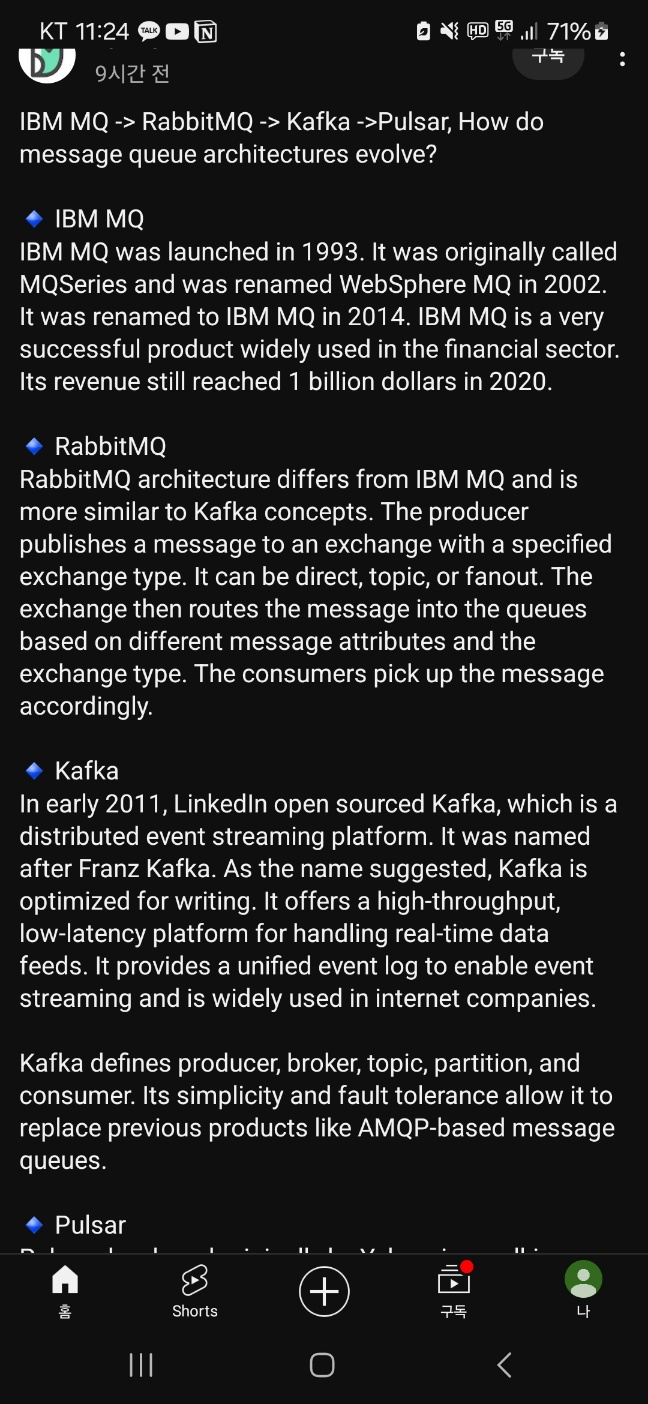 KT 11:24 TALK N HD 5G 71%
구독
9시간 전
IBM MQ -> RabbitMQ -> Kafka ->Pulsar, How do
message queue architectures evolve?
IBM MQ
IBM MQ was launched in 1993. It was originally called
MQSeries and was renamed WebSphere MQ in 2002.
It was renamed to IBM MQ in 2014. IBM MQ is a very
successful product widely used in the financial sector.
Its revenue still reached 1 billion dollars in 2020.
RabbitMQ
RabbitMQ architecture differs from IBM MQ and is
more similar to Kafka concepts. The producer
publishes a message to an exchange with a specified
exchange type. It can be direct, topic, or fanout. The
exchange then routes the message into the queues
based on different message attributes and the
exchange type. The consumers pick up the message
accordingly.
Kafka
In early 2011, LinkedIn open sourced Kafka, which is a
distributed event streaming platform. It was named
after Franz Kafka. As the name suggested, Kafka is
optimized for writing. It offers a high-throughput,
low-latency platform for handling real-time data
feeds. It provides a unified event log to enable event
streaming and is widely used in internet companies.
Kafka defines producer, broker, topic, partition, and
consumer. Its simplicity and fault tolerance allow it to
replace previous products like AMQP-based message
queues.
Pulsar
홈 Shorts 구독 나